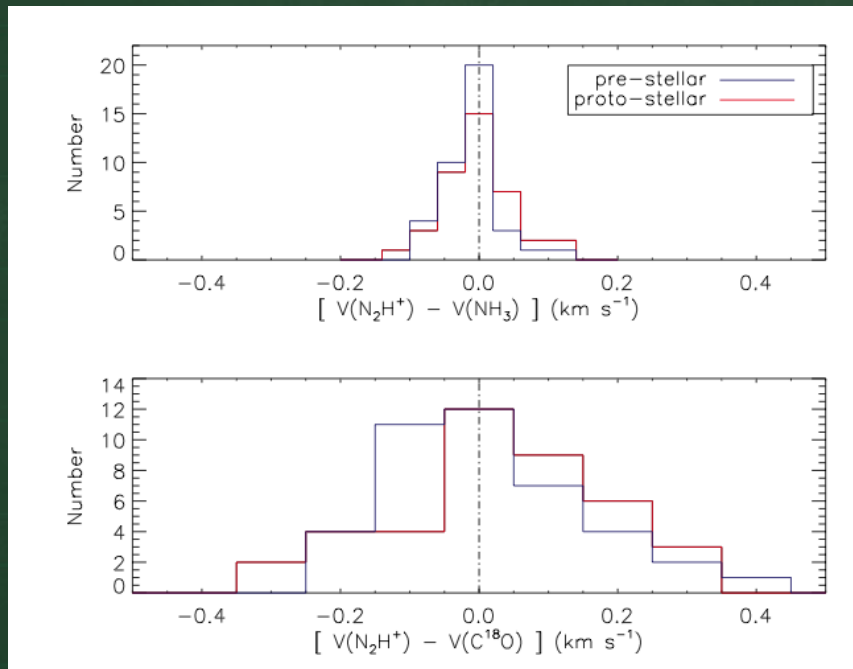 20
15
10
5
0
Number
pre-stellar
proto-stellar
-0.4 -0.2 0.0 0.2 0.4
[ V(N₂H⁺) - V(NH₃) ] (km s⁻¹)
14
12
10
8
6
4
2
0
Number
-0.4 -0.2 0.0 0.2 0.4
[ V(N₂H⁺) - V(C¹⁸O) ] (km s⁻¹)